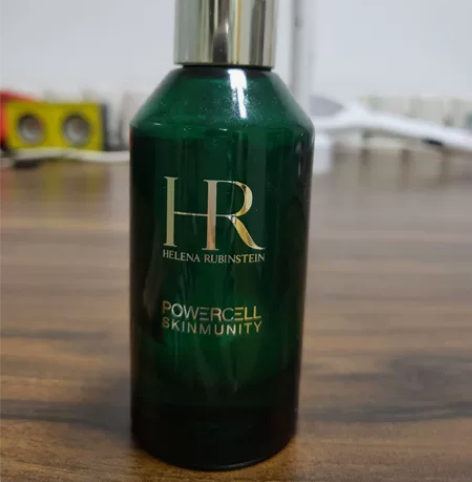 HR
HELENA RUBINSTEIN
POWERCELL
SKINMUNITY